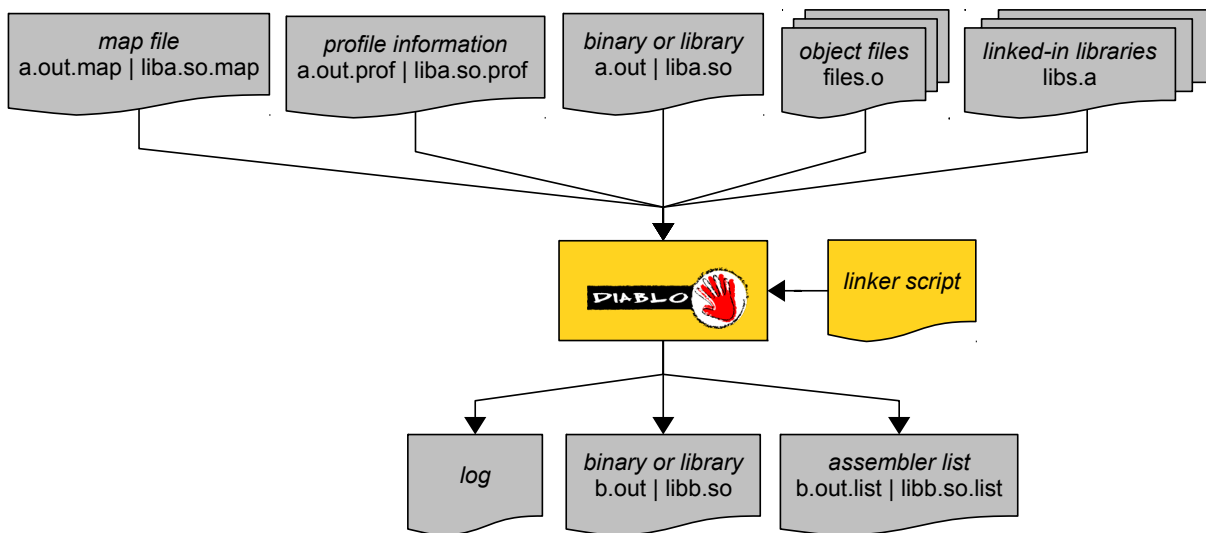 map file
a.out.map | liba.so.map
profile information
a.out.prof | liba.so.prof
binary or library
a.out | liba.so
object files
files.o
linked-in libraries
libs.a
DIABLO
linker script
log
binary or library
b.out | libb.so
assembler list
b.out.list | libb.so.list